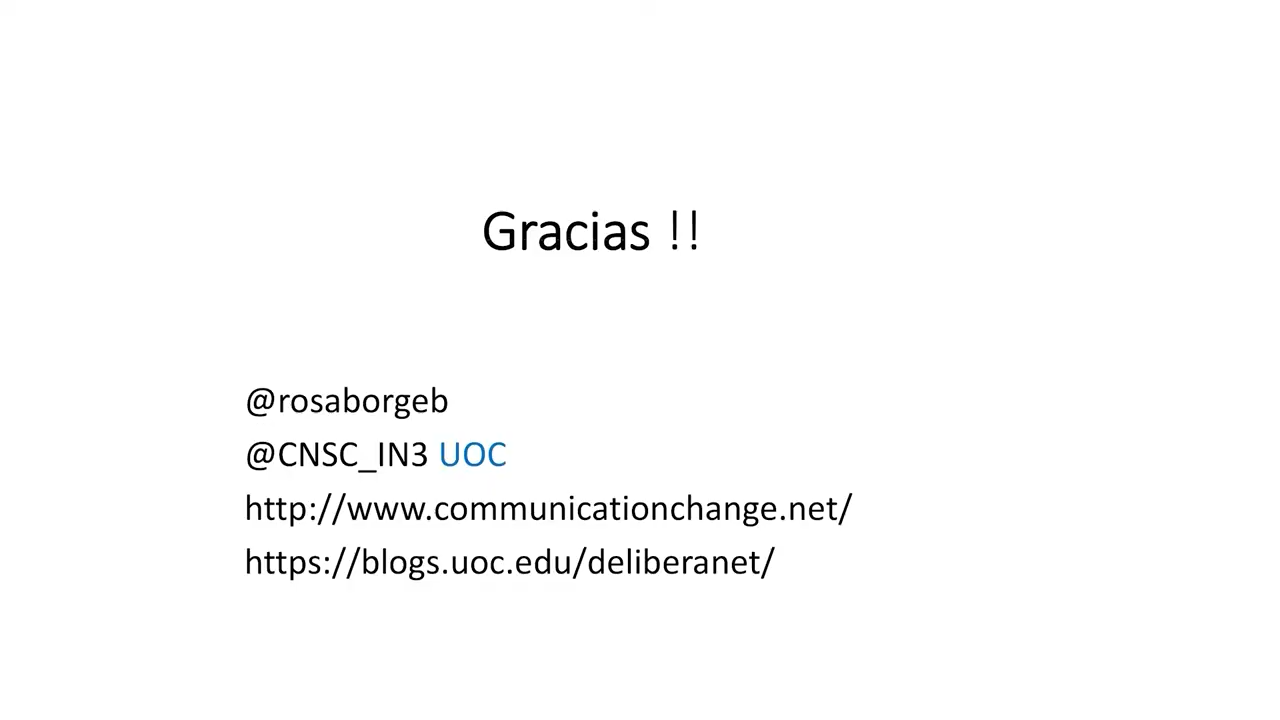 Gracias !!
@rosaborgeb
@CNSC_IN3 UOC
http://www.communicationchange.net/
https://blogs.uoc.edu/deliberanet/